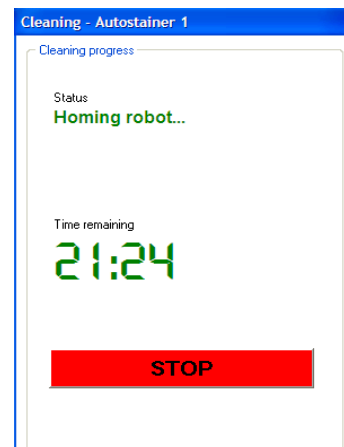 Cleaning - Autostainer 1
Cleaning progress
Status
Homing robot...
Time remaining
21:24
STOP